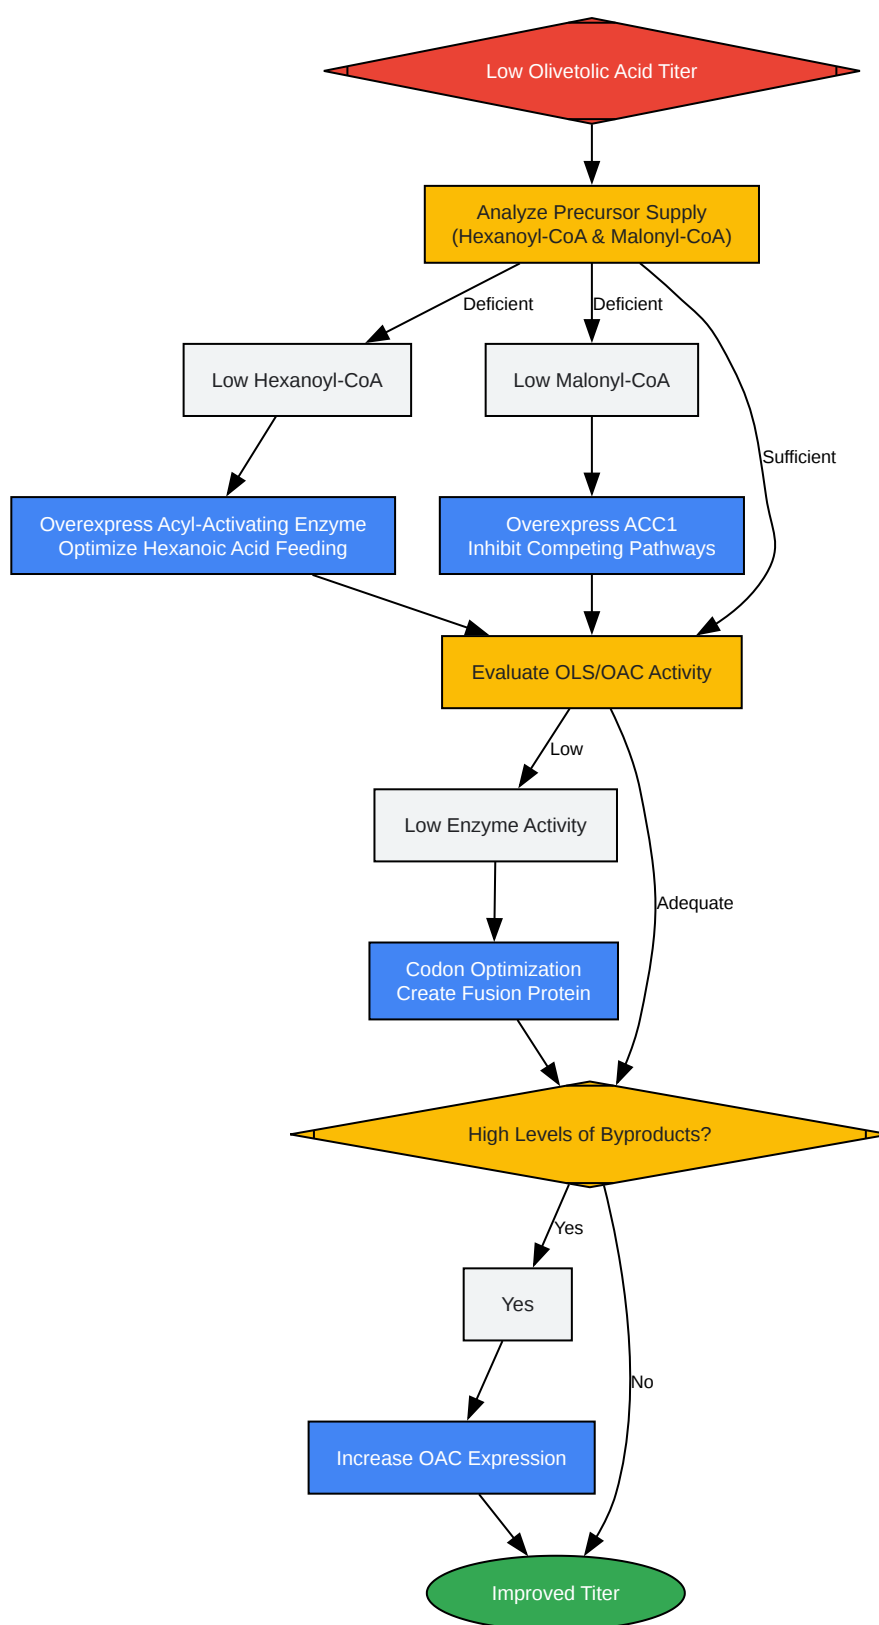 Low Olivetolic Acid Titer
Analyze Precursor Supply
(Hexanoyl-CoA & Malonyl-CoA)
Deficient
Deficient
Low Hexanoyl-CoA
Low Malonyl-CoA
Sufficient
Overexpress Acyl-Activating Enzyme
Optimize Hexanoic Acid Feeding
Overexpress ACC1
Inhibit Competing Pathways
Evaluate OLS/OAC Activity
Low
Low Enzyme Activity
Adequate
Codon Optimization
Create Fusion Protein
High Levels of Byproducts?
Yes
Yes
No
Increase OAC Expression
Improved Titer